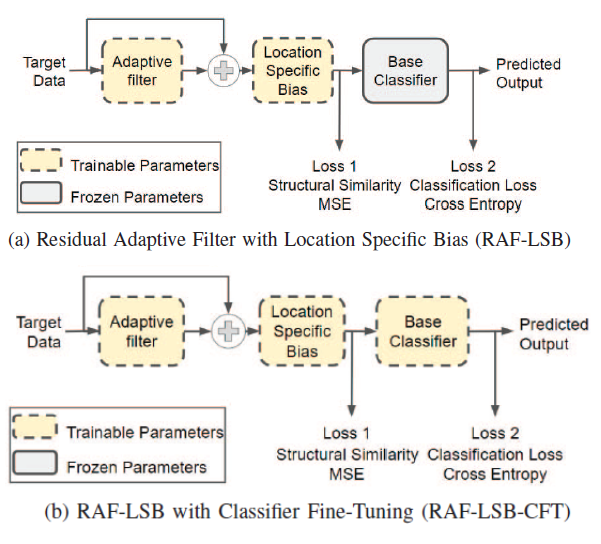 Target
Data
Adaptive
filter
Location
Specific
Bias
Base
Classifier
Predicted
Output
Trainable Parameters
Frozen Parameters
Loss 1
Structural Similarity
MSE
Loss 2
Classification Loss
Cross Entropy
(a) Residual Adaptive Filter with Location Specific Bias (RAF-LSB)
Target
Data
Adaptive
filter
Location
Specific
Bias
Base
Classifier
Predicted
Output
Trainable Parameters
Frozen Parameters
Loss 1
Structural Similarity
MSE
Loss 2
Classification Loss
Cross Entropy
(b) RAF-LSB with Classifier Fine-Tuning (RAF-LSB-CFT)